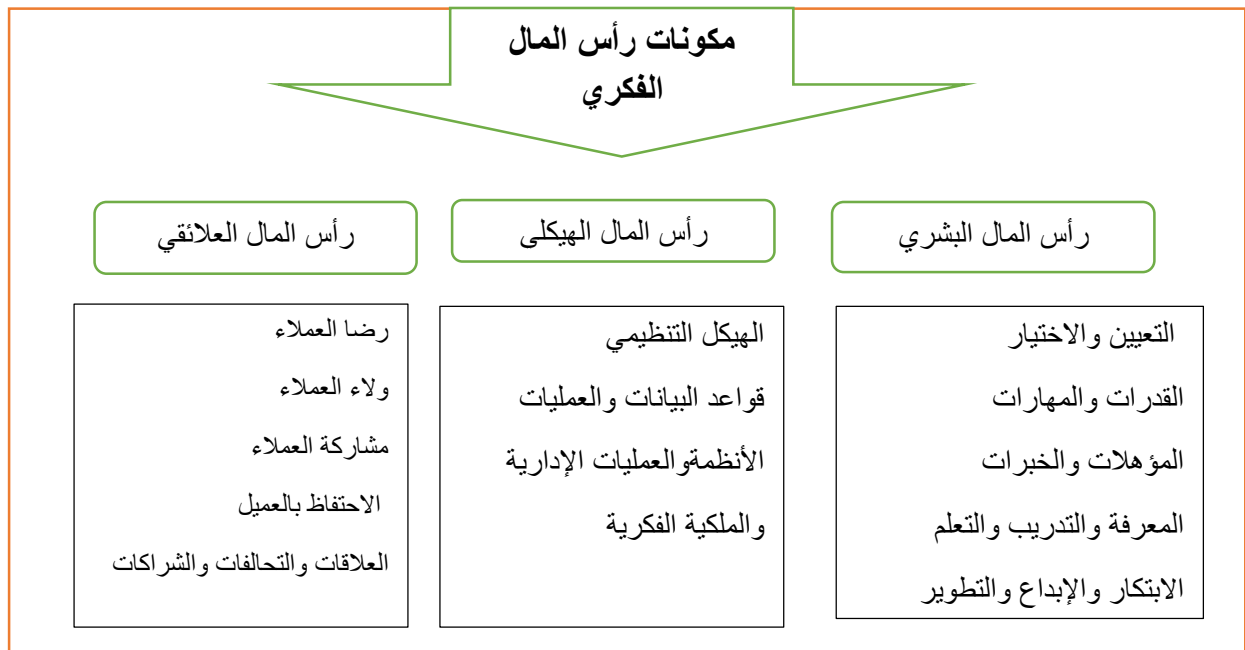 مكونات رأس المال
الفكري
رأس المال البشري
رأس المال الهيكلى
رأس المال العلائقي
التعيين والاختيار
القدرات والمهارات
المؤهلات والخبرات
المعرفة والتدريب والتعلم
الابتكار والإبداع والتطوير
الهيكل التنظيمي
قواعد البيانات والعمليات
الأنظمةوالعمليات الإدارية
والملكية الفكرية
رضا العملاء
ولاء العملاء
مشاركة العملاء
الاحتفاظ بالعميل
العلاقات والتحالفات والشراكات